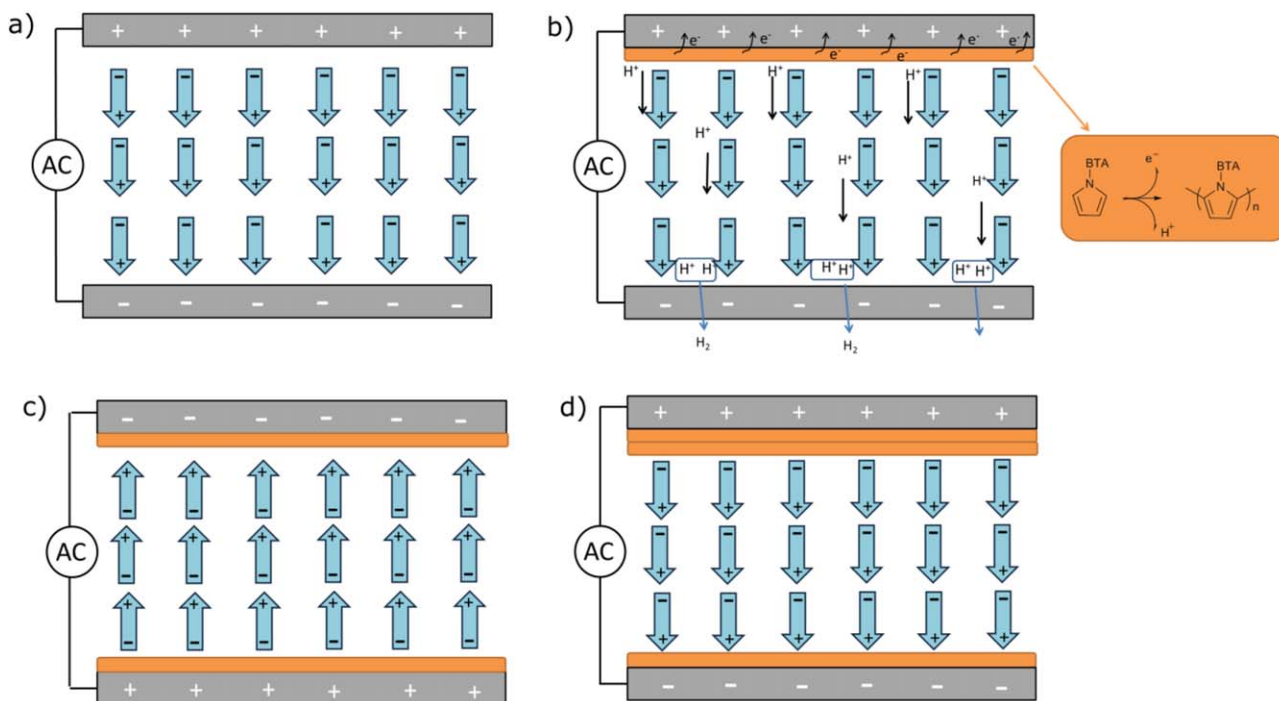 a)
+ + + + + +
- - - - - -
+ + + + + +
AC
- - - - - -
+ + + + + +
- - - - - -
+ + + + + +
- - - - - -
b)
+ + + + + +
e- e- e- e- e- e-
H+ H+ H+
- - - - - -
+ + + + + +
H+ H+ H+
AC
- - - - - -
+ + + + + +
- - - - - -
+ + + + + +
H+ H+ H+ H+ H+
- - - - - -
H2 H2
BTA
N
e−
H+
BTA
N
n
c)
- - - - - -
+ + + + + +
- - - - - -
AC
+ + + + + +
- - - - - -
+ + + + + +
- - - - - -
+ + + + + +
d)
+ + + + + +
- - - - - -
+ + + + + +
AC
- - - - - -
+ + + + + +
- - - - - -
+ + + + + +
- - - - - -